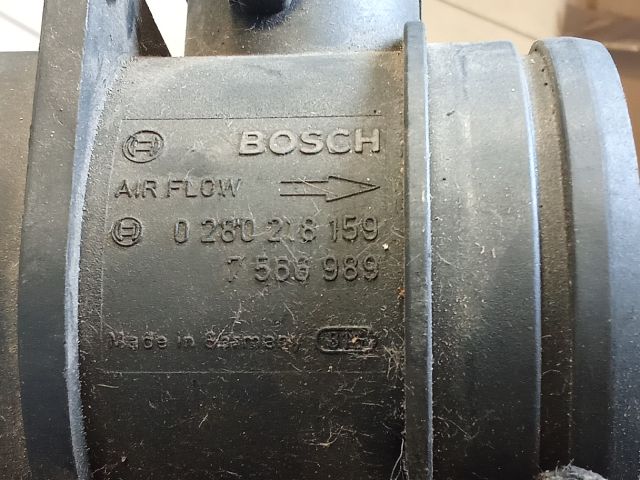 BOSCH
AIR FLOW
0 280 218 159
7 566 989
Made in Germany